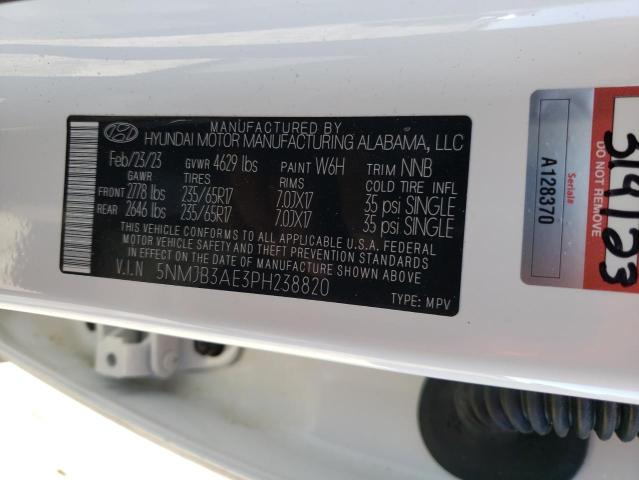 MANUFACTURED BY
HYUNDAI MOTOR MANUFACTURING ALABAMA, LLC
Feb/23/23 GVWR 4629 lbs PAINT W6H TRIM NNB
GAWR TIRES RIMS COLD TIRE INFL
FRONT 2778 lbs 235/65R17 7.0JX17 35 psi SINGLE
REAR 2646 lbs 235/65R17 7.0JX17 35 psi SINGLE
THIS VEHICLE CONFORMS TO ALL APPLICABLE U.S.A. FEDERAL
MOTOR VEHICLE SAFETY AND THEFT PREVENTION STANDARDS
IN EFFECT ON THE DATE OF MANUFACTURE SHOWN ABOVE.
V.I.N 5NMJB3AE3PH238820
TYPE: MPV
Serial#
A128370
DO NOT REMOVE